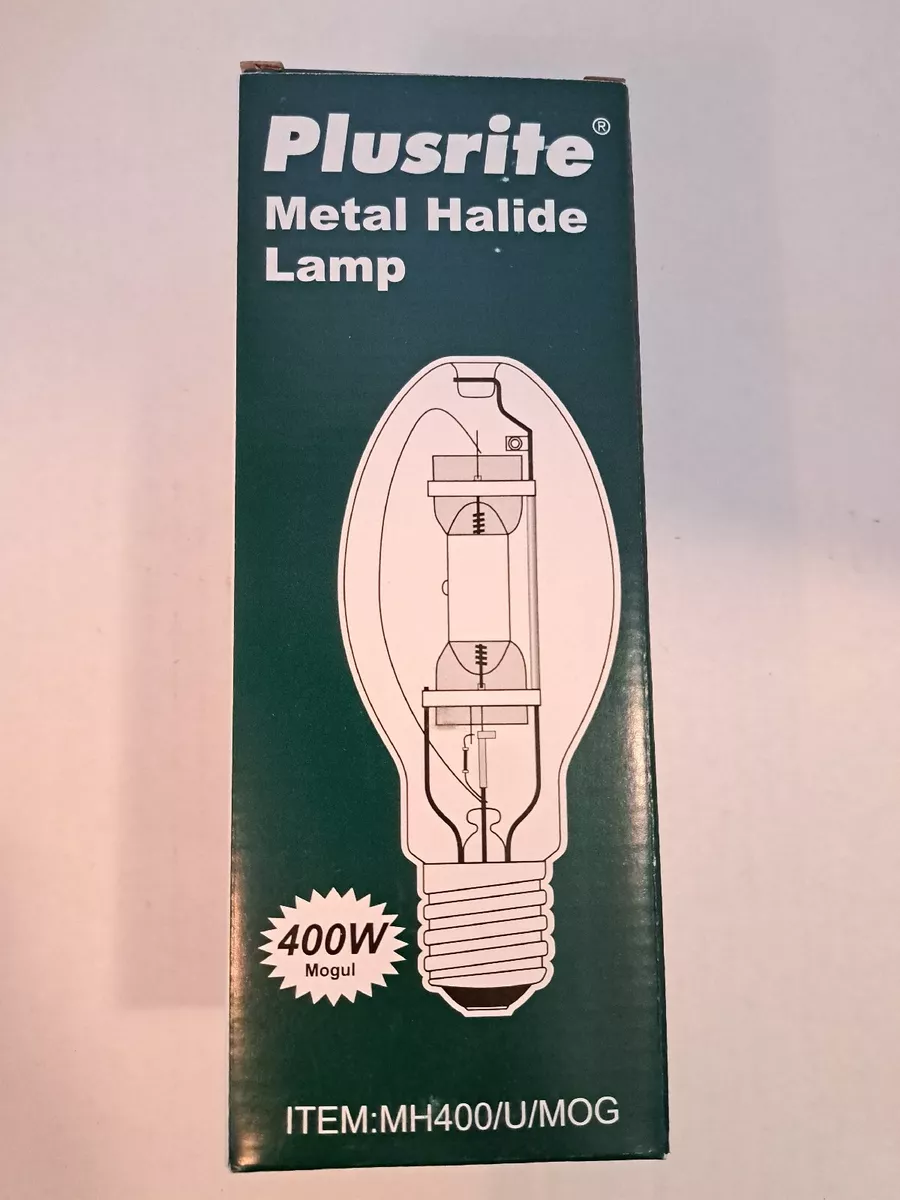 Plusrite®
Metal Halide
Lamp
400W
Mogul
ITEM:MH400/U/MOG